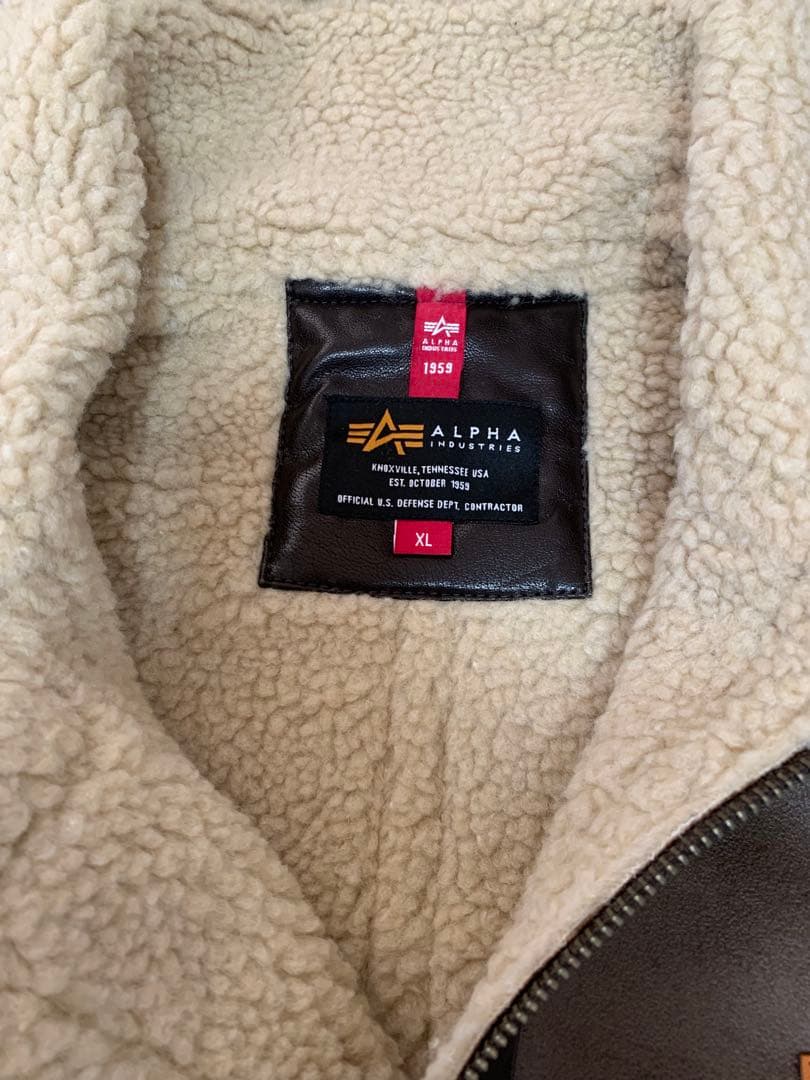 ALPHA
INDUSTRIES
1959
ALPHA
INDUSTRIES
KNOXVILLE, TENNESSEE USA
EST. OCTOBER 1959
OFFICIAL U.S. DEFENSE DEPT. CONTRACTOR
XL